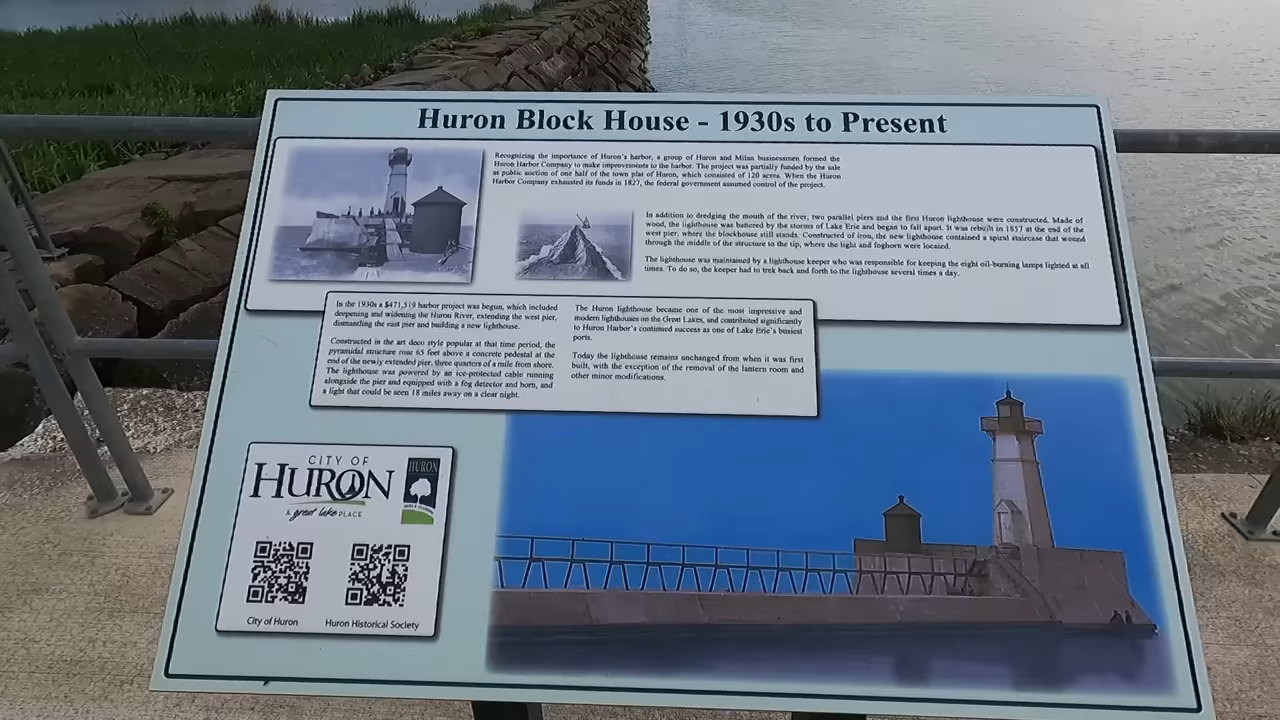 Huron Block House - 1930s to Present
Recognizing the importance of Huron's harbor, a group of Huron and Milan businessmen formed the
Huron Harbor Company to make improvements to the harbor. The project was partially funded by the sale
at public auction of one half of the town plat of Huron, which consisted of 120 acres. When the Huron
Harbor Company exhausted its funds in 1827, the federal government assumed control of the project.
In addition to dredging the mouth of the river, two parallel piers and the first Huron lighthouse were constructed. Made of
wood, the lighthouse was battered by the storms of Lake Erie and began to fall apart. It was rebuilt in 1857 at the end of the
west pier, where the blockhouse still stands. Constructed of iron, the new lighthouse contained a spiral staircase that wound
through the middle of the structure to the tip, where the light and foghorn were located.
The lighthouse was maintained by a lighthouse keeper who was responsible for keeping the eight oil-burning lamps lighted at all
times. To do so, the keeper had to trek back and forth to the lighthouse several times a day.
In the 1930s a $471,519 harbor project was begun, which included
deepening and widening the Huron River, extending the west pier,
dismantling the east pier and building a new lighthouse.
Constructed in the art deco style popular at that time period, the
pyramidal structure rose 65 feet above a concrete pedestal at the
end of the newly extended pier, three quarters of a mile from shore.
The lighthouse was powered by an ice-protected cable running
alongside the pier and equipped with a fog detector and horn, and
a light that could be seen 18 miles away on a clear night.
The Huron lighthouse became one of the most impressive and
modern lighthouses on the Great Lakes, and contributed significantly
to Huron Harbor's continued success as one of Lake Erie's busiest
ports.
Today the lighthouse remains unchanged from when it was first
built, with the exception of the removal of the lantern room and
other minor modifications.
CITY OF
HURON
A great lake PLACE
HURON
City of Huron
Huron Historical Society